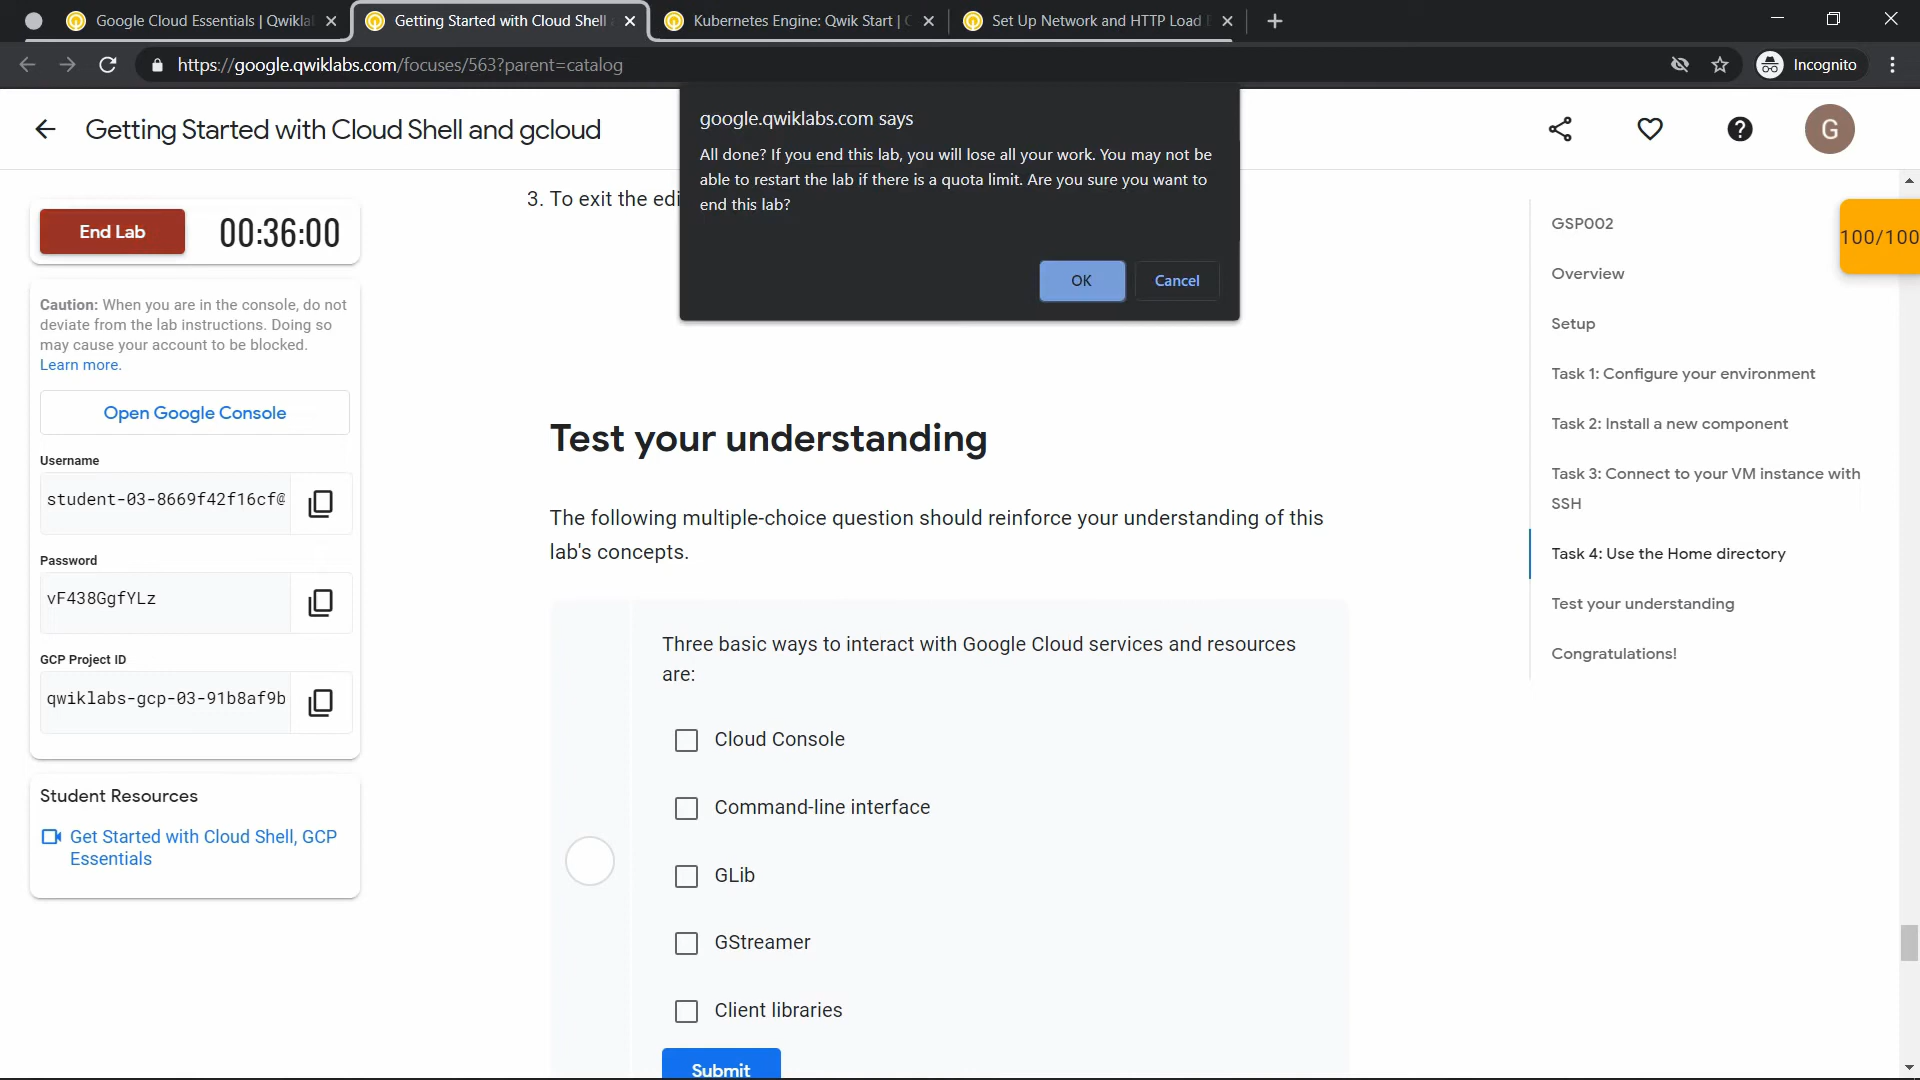 Google Cloud Essentials | Qwikla
Getting Started with Cloud Shell
Kubernetes Engine: Qwik Start |
Set Up Network and HTTP Load
https://google.qwiklabs.com/focuses/563?parent=catalog
Incognito
Getting Started with Cloud Shell and gcloud
G
google.qwiklabs.com says
All done? If you end this lab, you will lose all your work. You may not be
able to restart the lab if there is a quota limit. Are you sure you want to
end this lab?
OK
Cancel
End Lab
00:36:00
Caution: When you are in the console, do not
deviate from the lab instructions. Doing so
may cause your account to be blocked.
Learn more.
Open Google Console
Username
student-03-8669f42f16cf@
Password
vF438GgfYLz
GCP Project ID
qwiklabs-gcp-03-91b8af9b
Student Resources
Get Started with Cloud Shell, GCP
Essentials
3. To exit the edi
Test your understanding
The following multiple-choice question should reinforce your understanding of this
lab's concepts.
Three basic ways to interact with Google Cloud services and resources
are:
Cloud Console
Command-line interface
GLib
GStreamer
Client libraries
Submit
GSP002
Overview
Setup
Task 1: Configure your environment
Task 2: Install a new component
Task 3: Connect to your VM instance with
SSH
Task 4: Use the Home directory
Test your understanding
Congratulations!
100/100